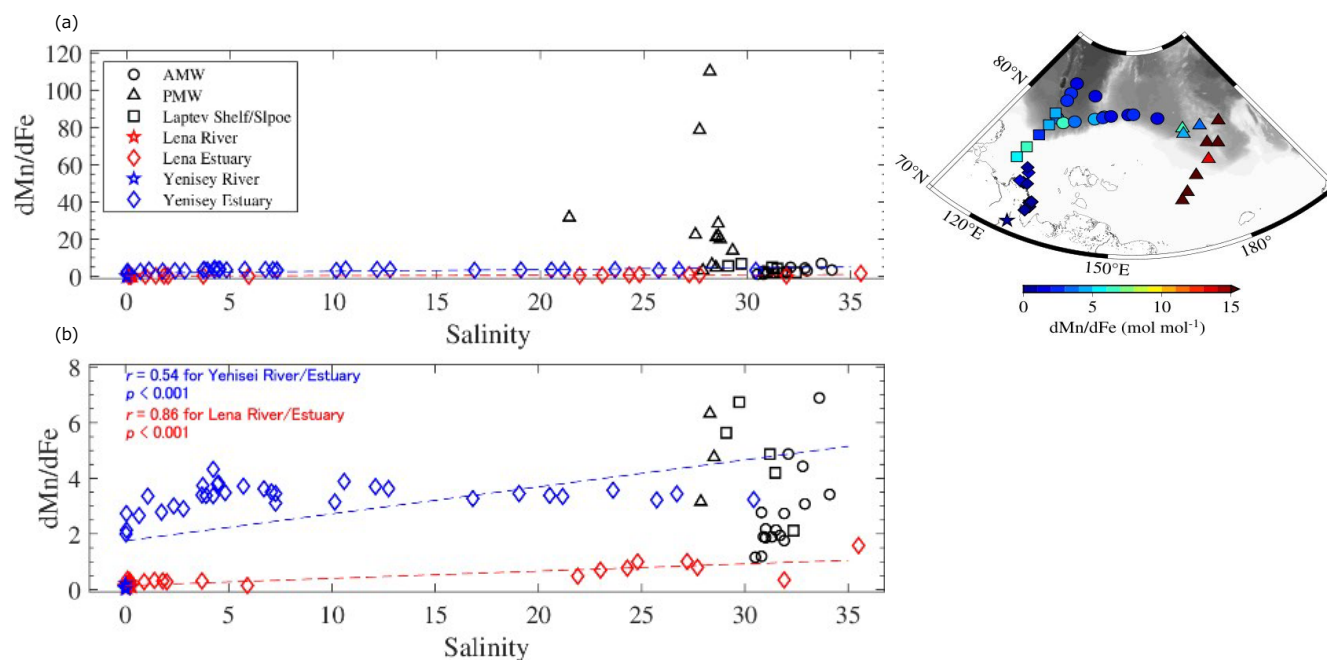 (a)
120
100
80
60
40
20
0
dMn/dFe
AMW
PMW
Laptev Shelf/Slpoe
Lena River
Lena Estuary
Yenisey River
Yenisey Estuary
0 5 10 15 20 25 30 35
Salinity
80°N
70°N
120°E
150°E
180°
0 5 10 15
dMn/dFe (mol mol⁻¹)
(b)
8
6
4
2
0
dMn/dFe
r = 0.54 for Yenisei River/Estuary
p < 0.001
r = 0.86 for Lena River/Estuary
p < 0.001
0 5 10 15 20 25 30 35
Salinity